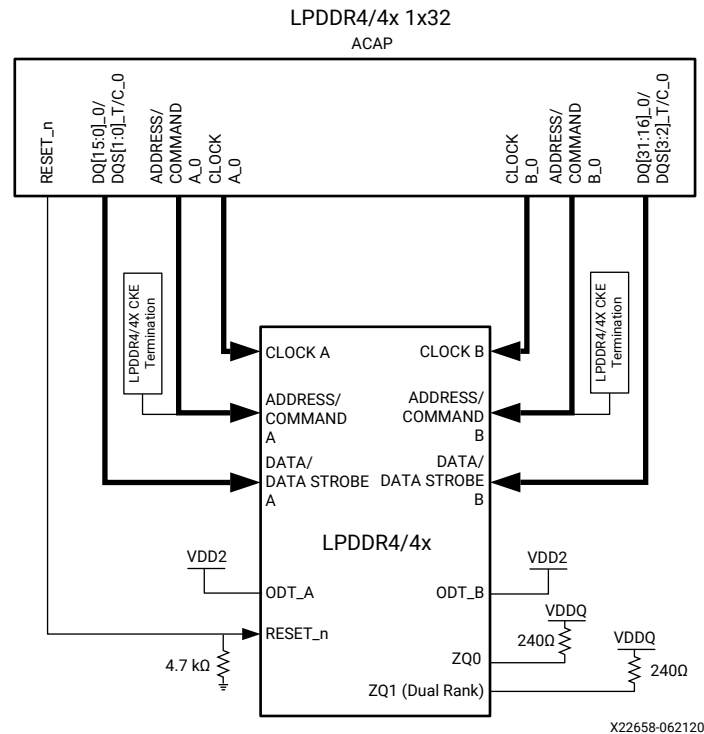 LPDDR4/4x 1x32
ACAP
RESET_n
DQ[15:0]_0/
DQS[1:0]_T/C_0
ADDRESS/
COMMAND
A_0
CLOCK
A_0
CLOCK
B_0
ADDRESS/
COMMAND
B_0
DQ[31:16]_0/
DQS[3:2]_T/C_0
LPDDR4/4X CKE
Termination
LPDDR4/4X CKE
Termination
CLOCK A
CLOCK B
ADDRESS/
COMMAND
A
ADDRESS/
COMMAND
B
DATA/
DATA STROBE
A
DATA/
DATA STROBE
B
LPDDR4/4x
VDD2
VDD2
ODT_A
ODT_B
VDDQ
RESET_n
240Ω
VDDQ
4.7 kΩ
ZQ0
240Ω
ZQ1 (Dual Rank)
X22658-062120